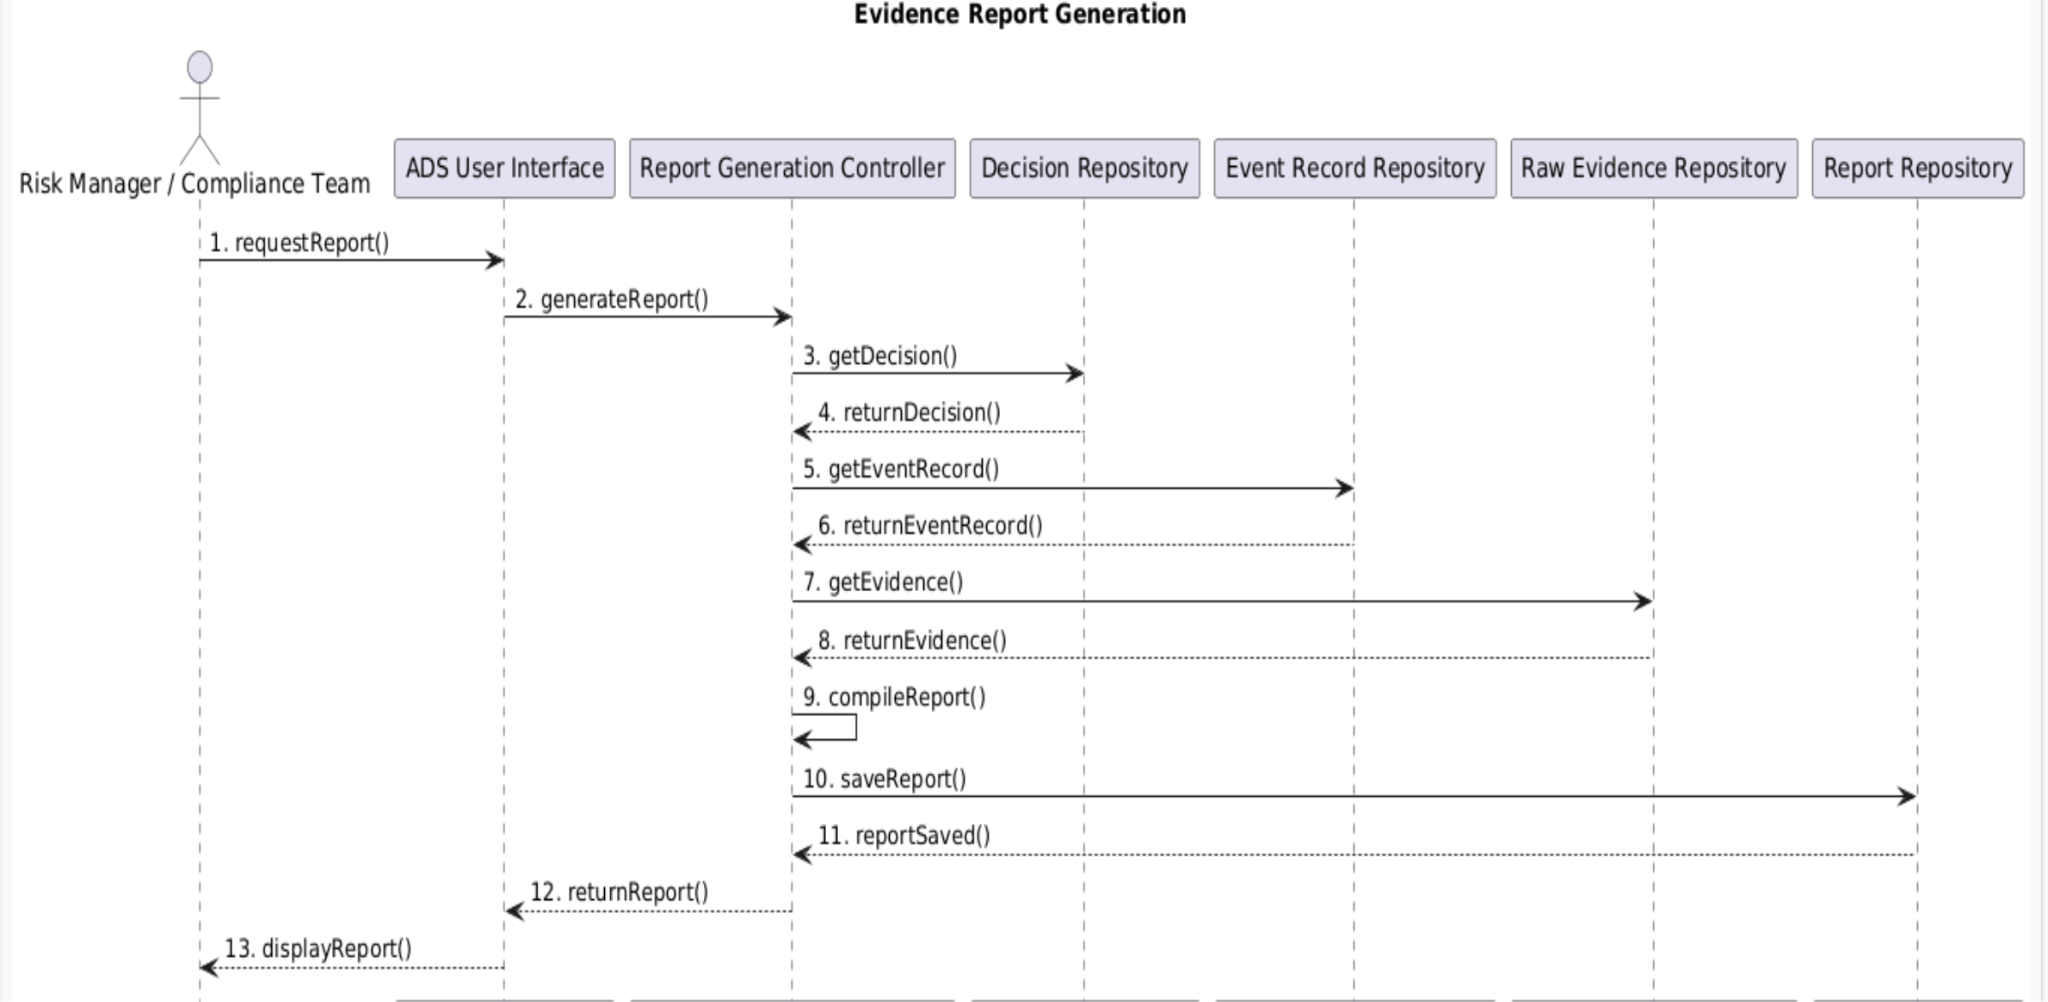 Evidence Report Generation
Risk Manager / Compliance Team
ADS User Interface
Report Generation Controller
Decision Repository
Event Record Repository
Raw Evidence Repository
Report Repository
1. requestReport()
2. generateReport()
3. getDecision()
4. returnDecision()
5. getEventRecord()
6. returnEventRecord()
7. getEvidence()
8. returnEvidence()
9. compileReport()
10. saveReport()
11. reportSaved()
12. returnReport()
13. displayReport()